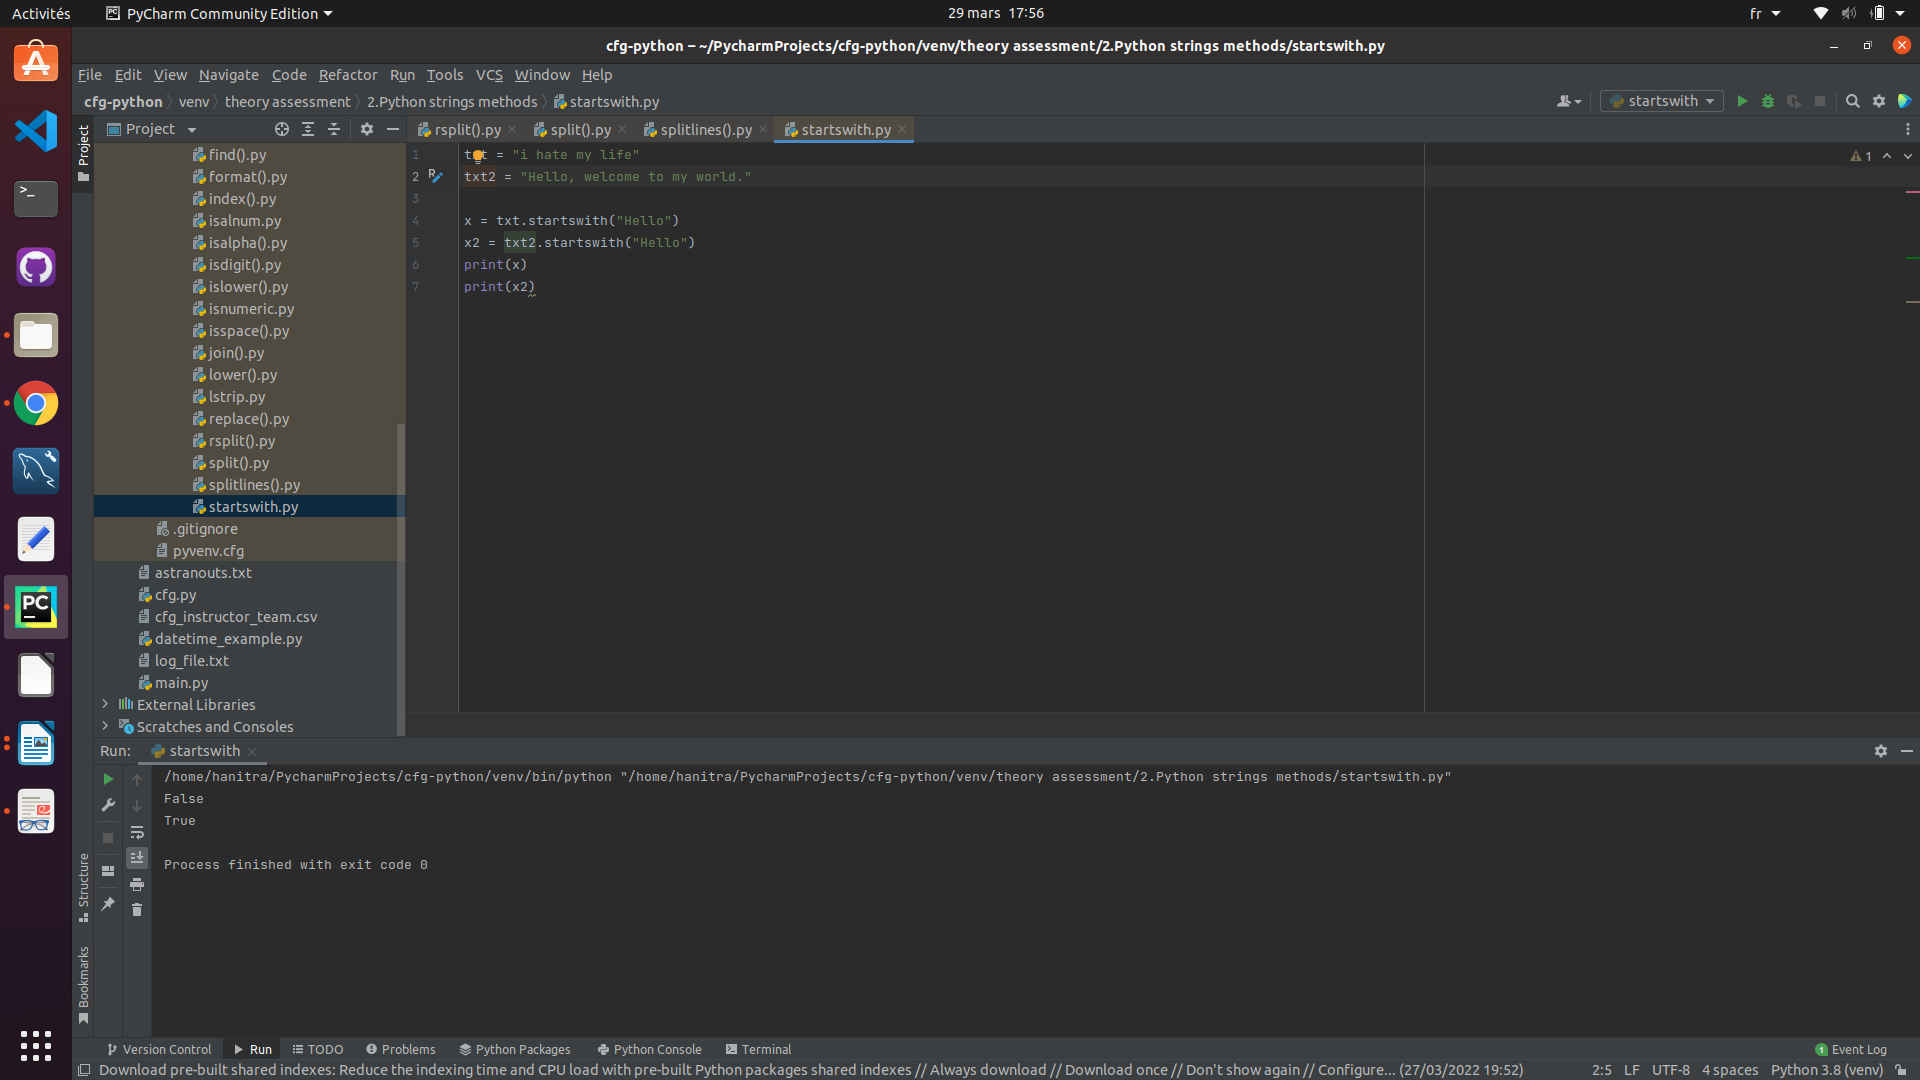 Activités PyCharm Community Edition 29 mars 17:56 fr
cfg-python – ~/PycharmProjects/cfg-python/venv/theory assessment/2.Python strings methods/startswith.py
File Edit View Navigate Code Refactor Run Tools VCS Window Help
cfg-python venv theory assessment 2.Python strings methods startswith.py startswith
Project
Project rsplit().py split().py splitlines().py startswith.py
find().py
format().py
index().py
isalnum.py
isalpha().py
isdigit().py
islower().py
isnumeric.py
isspace().py
join().py
lower().py
lstrip.py
replace().py
rsplit().py
split().py
splitlines().py
startswith.py
.gitignore
pyvenv.cfg
astranouts.txt
cfg.py
cfg_instructor_team.csv
datetime_example.py
log_file.txt
main.py
External Libraries
Scratches and Consoles
1 txt = "i hate my life" 1
2 txt2 = "Hello, welcome to my world."
3
4 x = txt.startswith("Hello")
5 x2 = txt2.startswith("Hello")
6 print(x)
7 print(x2)
>_
PC
Run: startswith
/home/hanitra/PycharmProjects/cfg-python/venv/bin/python "/home/hanitra/PycharmProjects/cfg-python/venv/theory assessment/2.Python strings methods/startswith.py"
False
True
Process finished with exit code 0
Structure
Bookmarks
Version Control Run TODO Problems Python Packages Python Console Terminal 1 Event Log
Download pre-built shared indexes: Reduce the indexing time and CPU load with pre-built Python packages shared indexes // Always download // Download once // Don't show again // Configure... (27/03/2022 19:52) 2:5 LF UTF-8 4 spaces Python 3.8 (venv)